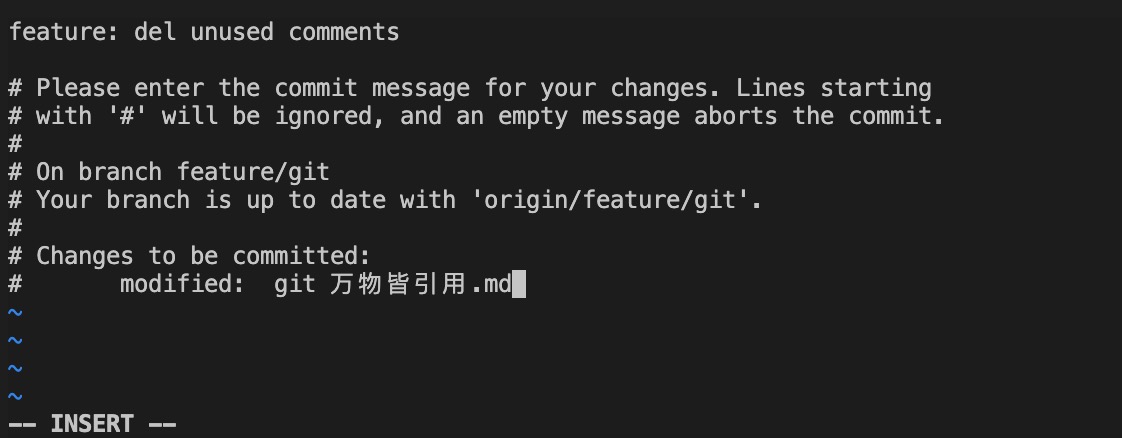 feature: del unused comments

# Please enter the commit message for your changes. Lines starting
# with '#' will be ignored, and an empty message aborts the commit.
#
# On branch feature/git
# Your branch is up to date with 'origin/feature/git'.
#
# Changes to be committed:
#       modified:  git 万物皆引用.md
~
~
~
~
-- INSERT --